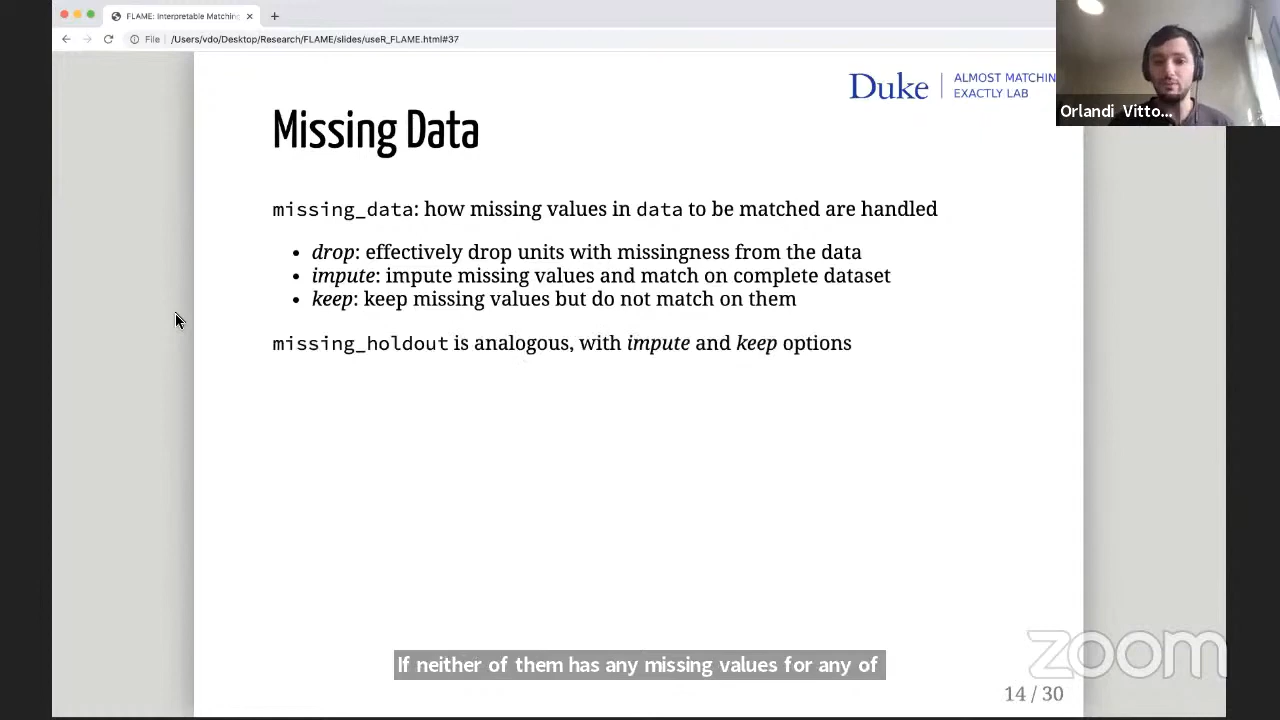 FLAME: Interpretable Matching
File
/Users/vdo/Desktop/Research/FLAME/slides/useR_FLAME.html#37
Duke
ALMOST MATCHIN
EXACTLY LAB
Orlandi Vitto...
Missing Data
missing_data: how missing values in data to be matched are handled
• drop: effectively drop units with missingness from the data
• impute: impute missing values and match on complete dataset
• keep: keep missing values but do not match on them
missing_holdout is analogous, with impute and keep options
If neither of them has any missing values for any of
zoom
14 / 30